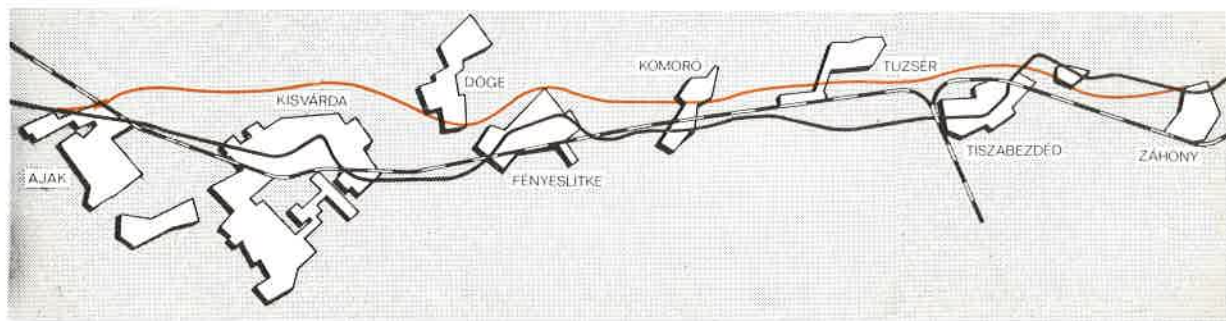 AJAK
KISVÁRDA
DÖGE
FÉNYESLITKE
KOMORÓ
TUZSÉR
TISZABEZDÉD
ZÁHONY